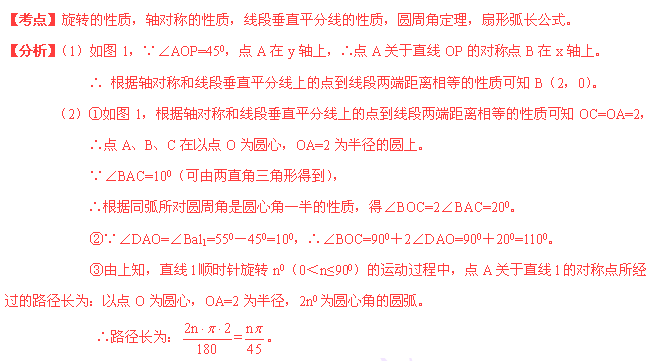 【考点】旋转的性质，轴对称的性质，线段垂直平分线的性质，圆周角定理，扇形弧长公式。
【分析】（1）如图 1，∵∠AOP=45⁰，点 A 在 y 轴上，∴点 A 关于直线 OP 的对称点 B 在 x 轴上。
∴ 根据轴对称和线段垂直平分线上的点到线段两端距离相等的性质可知 B（2，0）。
（2）①如图 1，根据轴对称和线段垂直平分线上的点到线段两端距离相等的性质可知 OC=OA=2，
∴点 A、B、C 在以点 O 为圆心，OA=2 为半径的圆上。
∵∠BAC=10⁰（可由两直角三角形得到），
∴根据同弧所对圆周角是圆心角一半的性质，得∠BOC=2∠BAC=20⁰。
②∵∠DAO=∠Bal₁=55⁰－45⁰=10⁰，∴∠BOC=90⁰＋2∠DAO=90⁰＋20⁰=110⁰。
③由上知，直线 l 顺时针旋转 n⁰（0＜n≤90⁰）的运动过程中，点 A 关于直线 l 的对称点所经
过的路径长为：以点 O 为圆心，OA=2 为半径，2n⁰为圆心角的圆弧。
∴路径长为：2n·π·2/180=nπ/45。